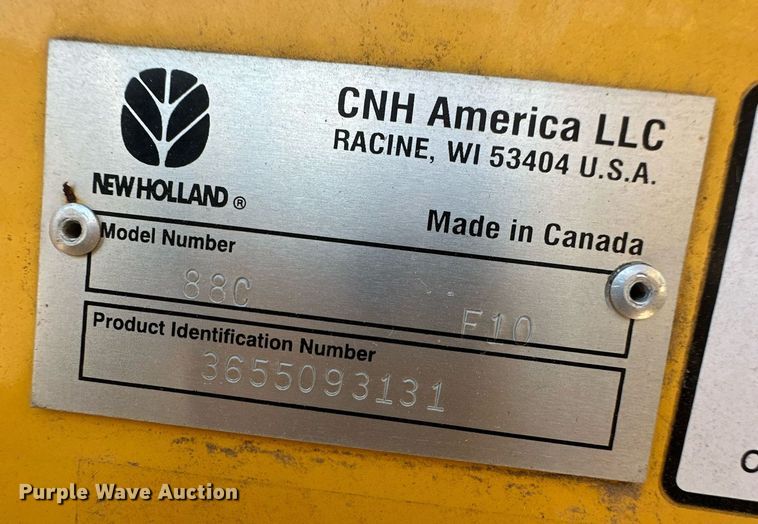 CNH America LLC
RACINE, WI 53404 U.S.A.
NEW HOLLAND ®
Made in Canada
Model Number
88C F10
Product Identification Number
3655093131
Purple Wave Auction